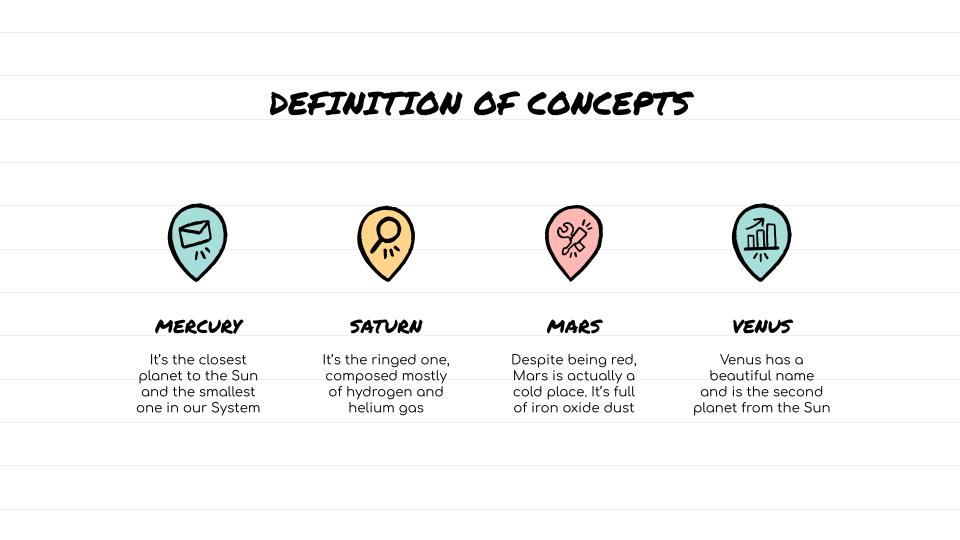 DEFINITION OF CONCEPTS
MERCURY
It's the closest
planet to the Sun
and the smallest
one in our System
SATURN
It's the ringed one,
composed mostly
of hydrogen and
helium gas
MARS
Despite being red,
Mars is actually a
cold place. It's full
of iron oxide dust
VENUS
Venus has a
beautiful name
and is the second
planet from the Sun